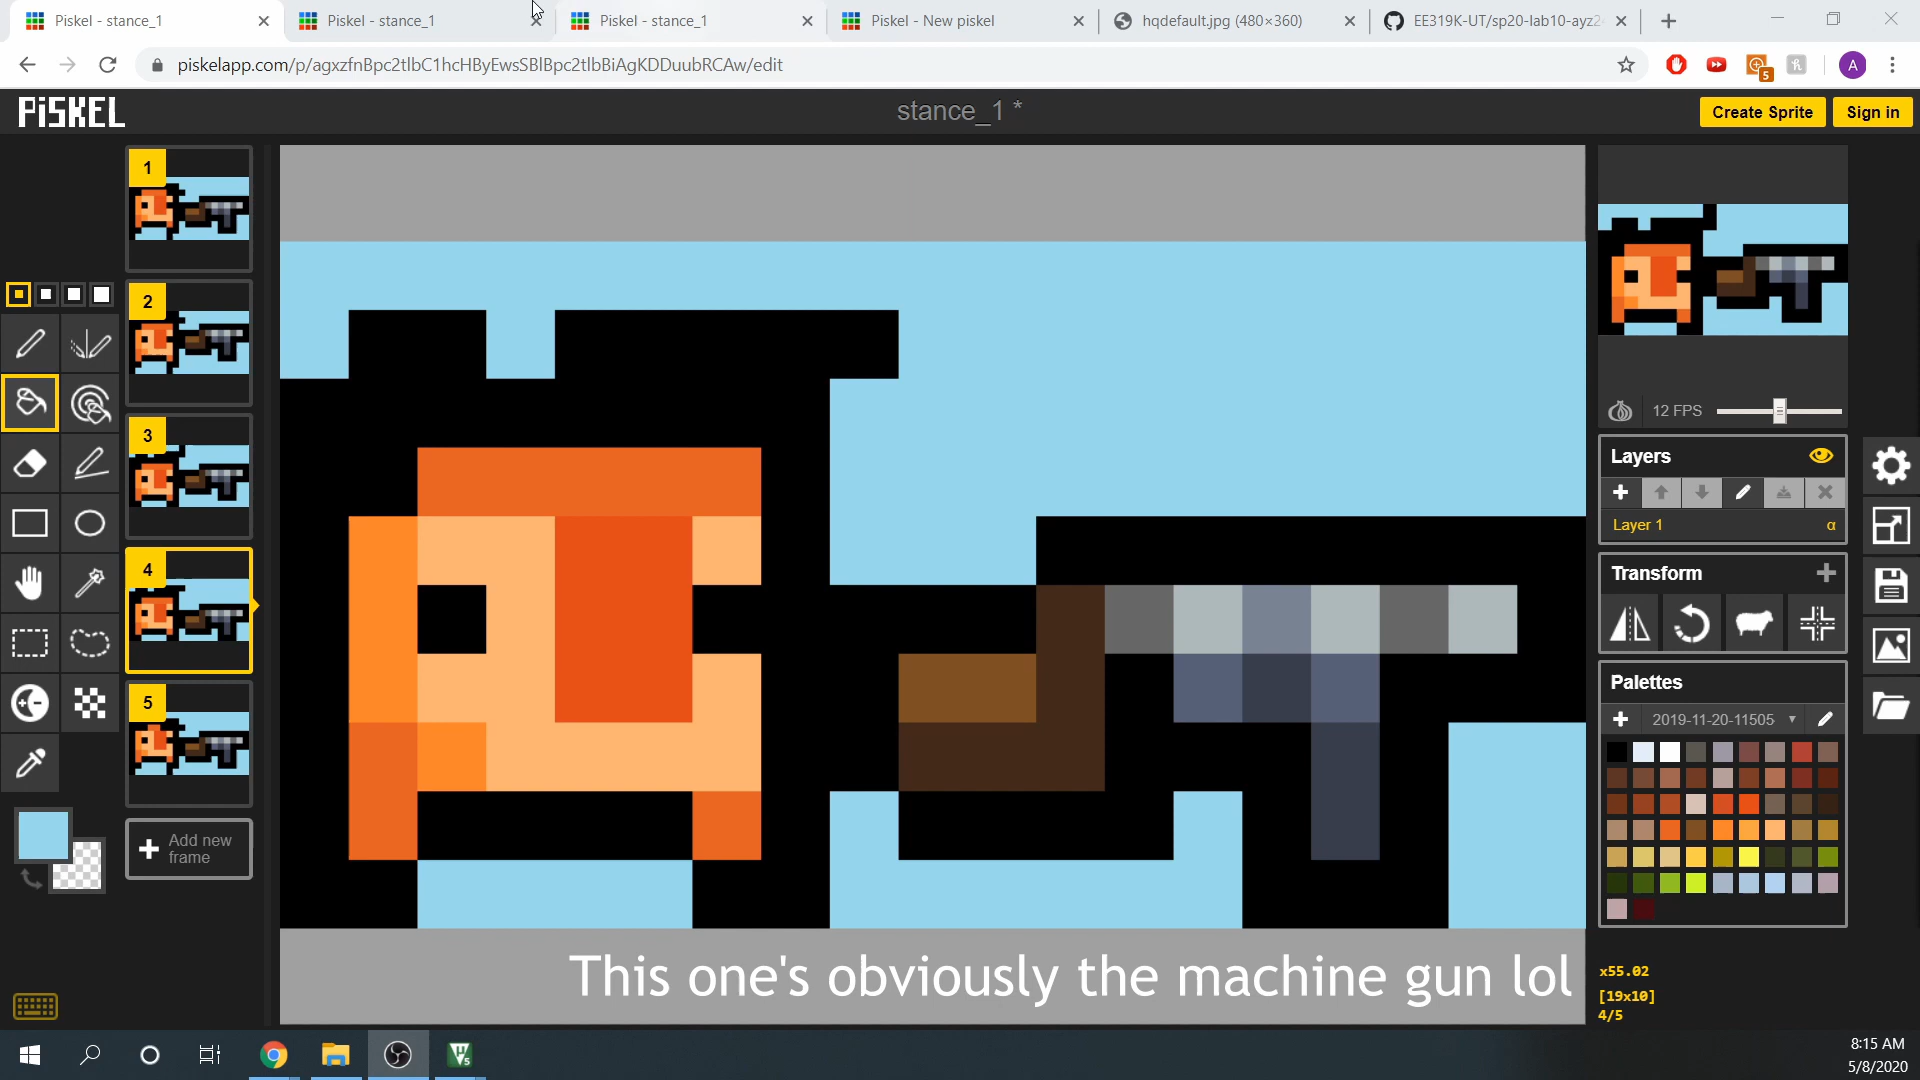 Piskel - stance_1
Piskel - stance_1
Piskel - stance_1
Piskel - New piskel
hqdefault.jpg (480×360)
EE319K-UT/sp20-lab10-ayz2
piskelapp.com/p/agxzfnBpc2tlbC1hcHByEwsSBlBpc2tlbBiAgKDDuubRCAw/edit
5
A
PiSKEL
stance_1 *
Create Sprite
Sign in
1
2
3
4
5
Add new
frame
12 FPS
Layers
Layer 1
α
Transform
Palettes
2019-11-20-11505
This one's obviously the machine gun lol
x55.02
[19x10]
4/5
8:15 AM
5/8/2020